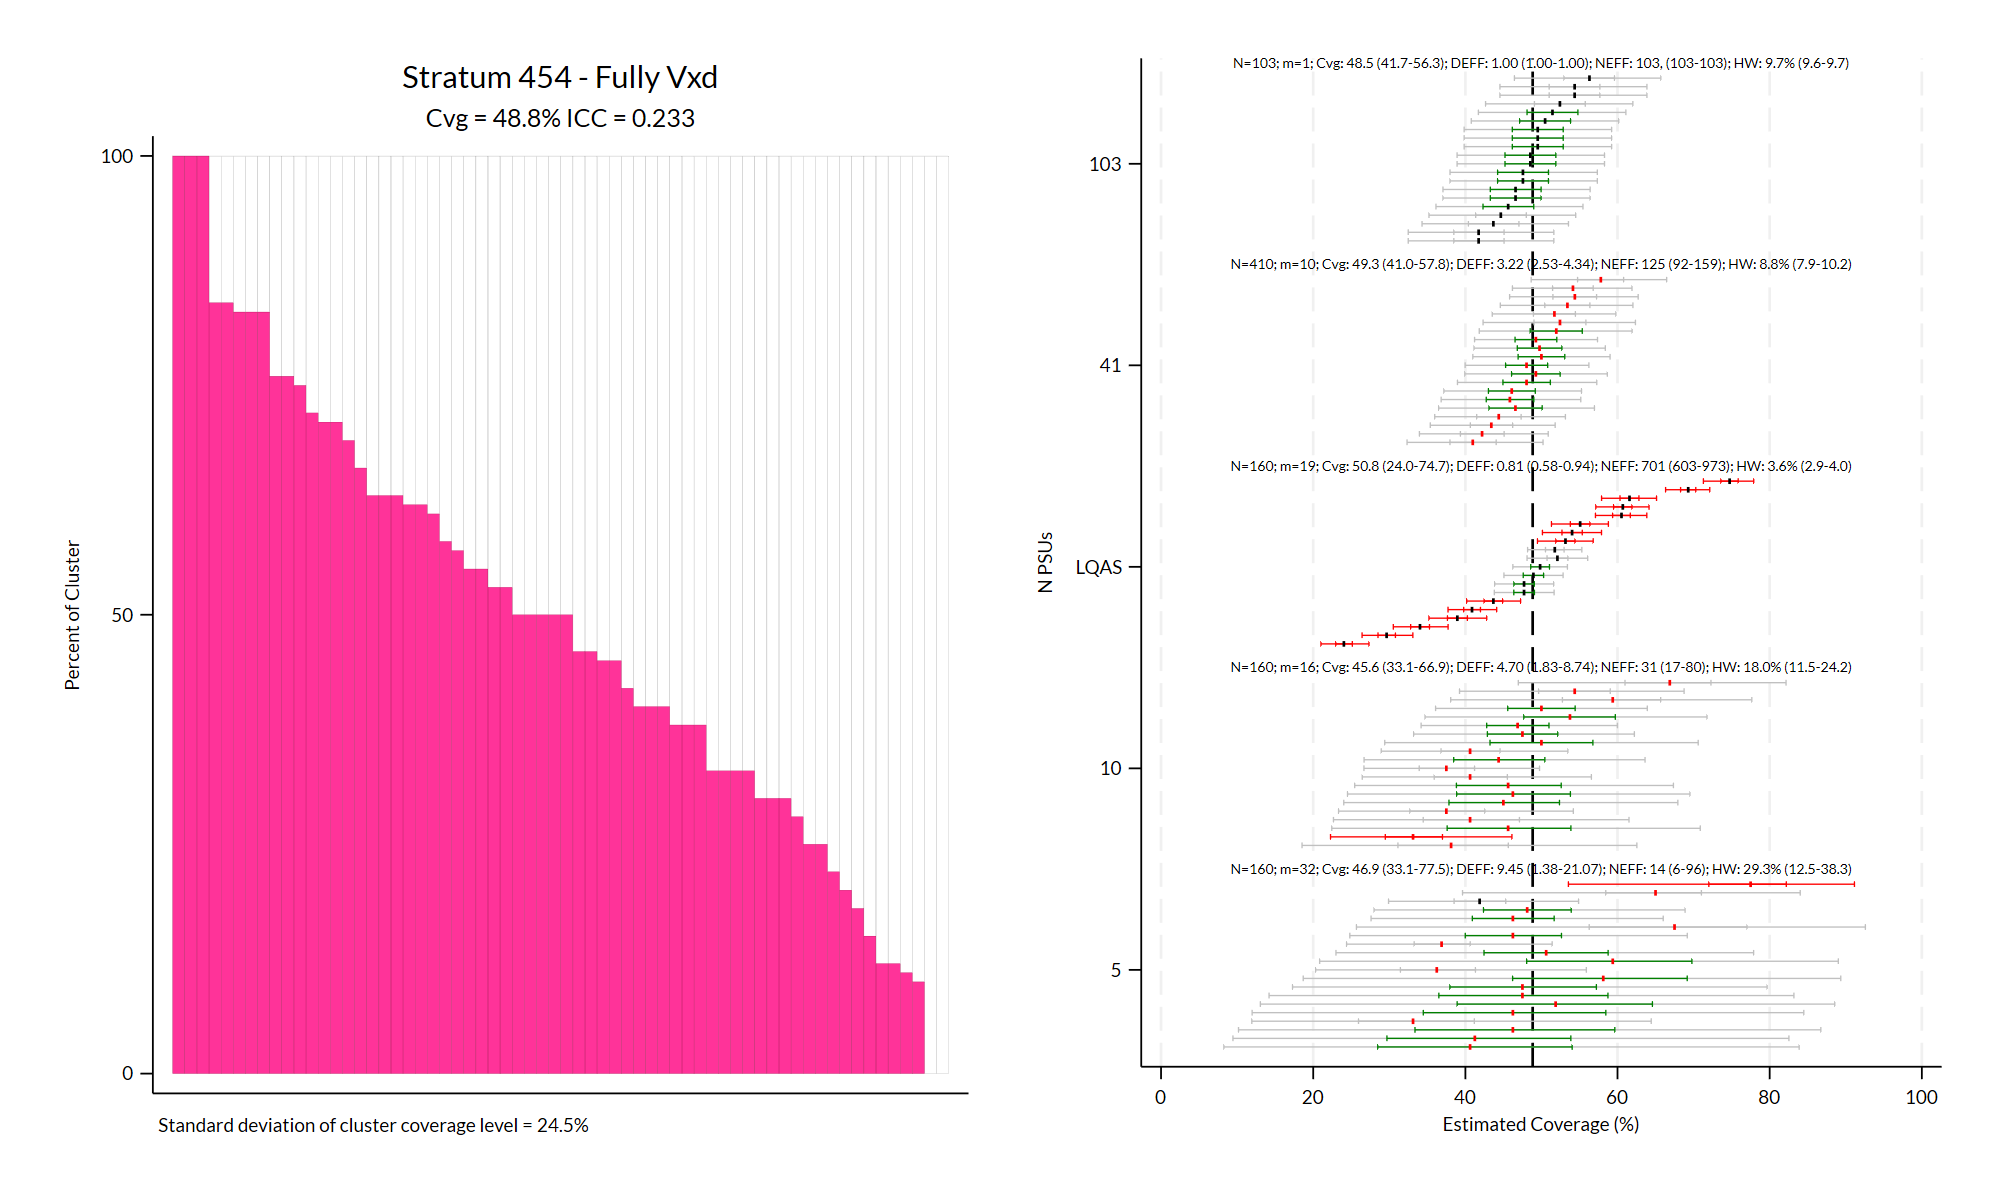 Stratum 454 - Fully Vxd
Cvg = 48.8% ICC = 0.233
100
50
0
Percent of Cluster
Standard deviation of cluster coverage level = 24.5%
N=103; m=1; Cvg: 48.5 (41.7-56.3); DEFF: 1.00 (1.00-1.00); NEFF: 103, (103-103); HW: 9.7% (9.6-9.7)
103
N=410; m=10; Cvg: 49.3 (41.0-57.8); DEFF: 3.22 (2.53-4.34); NEFF: 125 (92-159); HW: 8.8% (7.9-10.2)
41
N=160; m=19; Cvg: 50.8 (24.0-74.7); DEFF: 0.81 (0.58-0.94); NEFF: 701 (603-973); HW: 3.6% (2.9-4.0)
LQAS
N=160; m=16; Cvg: 45.6 (33.1-66.9); DEFF: 4.70 (1.83-8.74); NEFF: 31 (17-80); HW: 18.0% (11.5-24.2)
10
N=160; m=32; Cvg: 46.9 (33.1-77.5); DEFF: 9.45 (1.38-21.07); NEFF: 14 (6-96); HW: 29.3% (12.5-38.3)
5
N PSUs
0 20 40 60 80 100
Estimated Coverage (%)